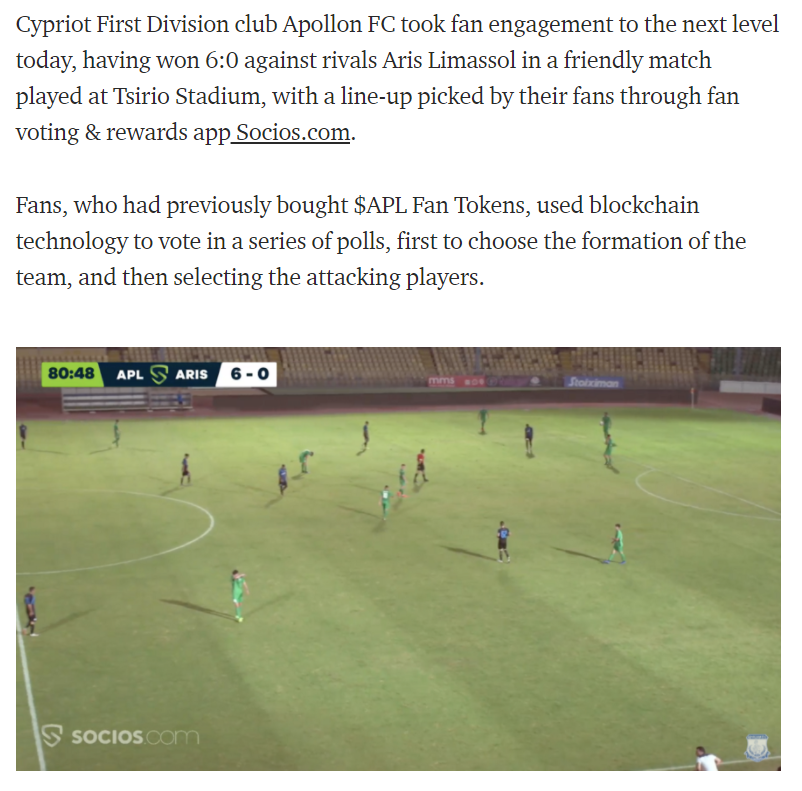 Cypriot First Division club Apollon FC took fan engagement to the next level
today, having won 6:0 against rivals Aris Limassol in a friendly match
played at Tsirio Stadium, with a line-up picked by their fans through fan
voting & rewards app Socios.com.
Fans, who had previously bought $APL Fan Tokens, used blockchain
technology to vote in a series of polls, first to choose the formation of the
team, and then selecting the attacking players.
80:48 APL ARIS 6 - 0
mms
Stoiximan
SOCIOS.com